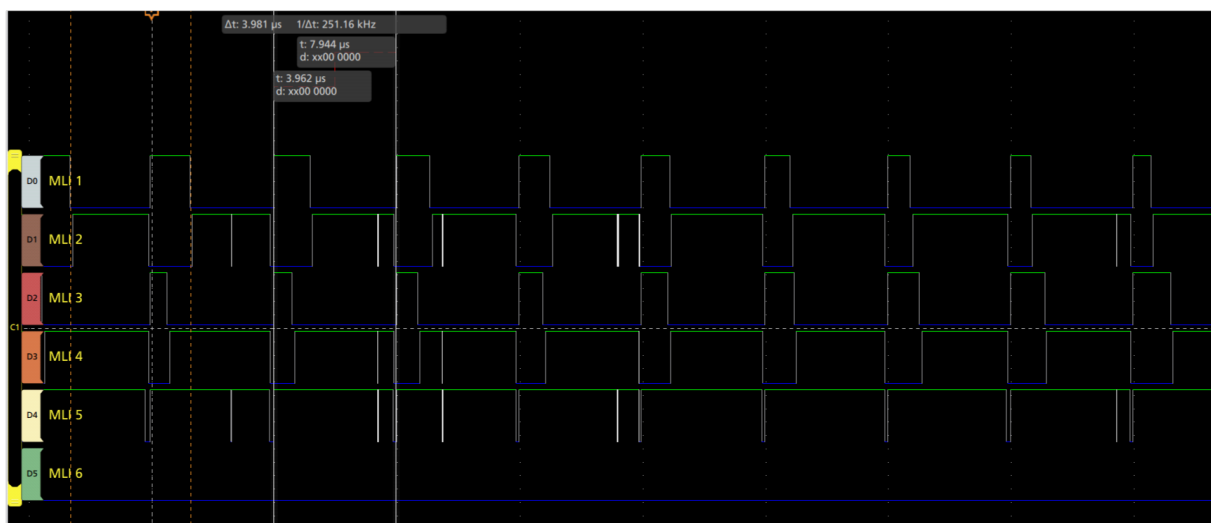 Δt: 3.981 µs 1/Δt: 251.16 kHz
t: 7.944 µs
d: xx00 0000
t: 3.962 µs
d: xx00 0000
D0 MLI 1
D1 MLI 2
D2 MLI 3
C1
D3 MLI 4
D4 MLI 5
D5 MLI 6